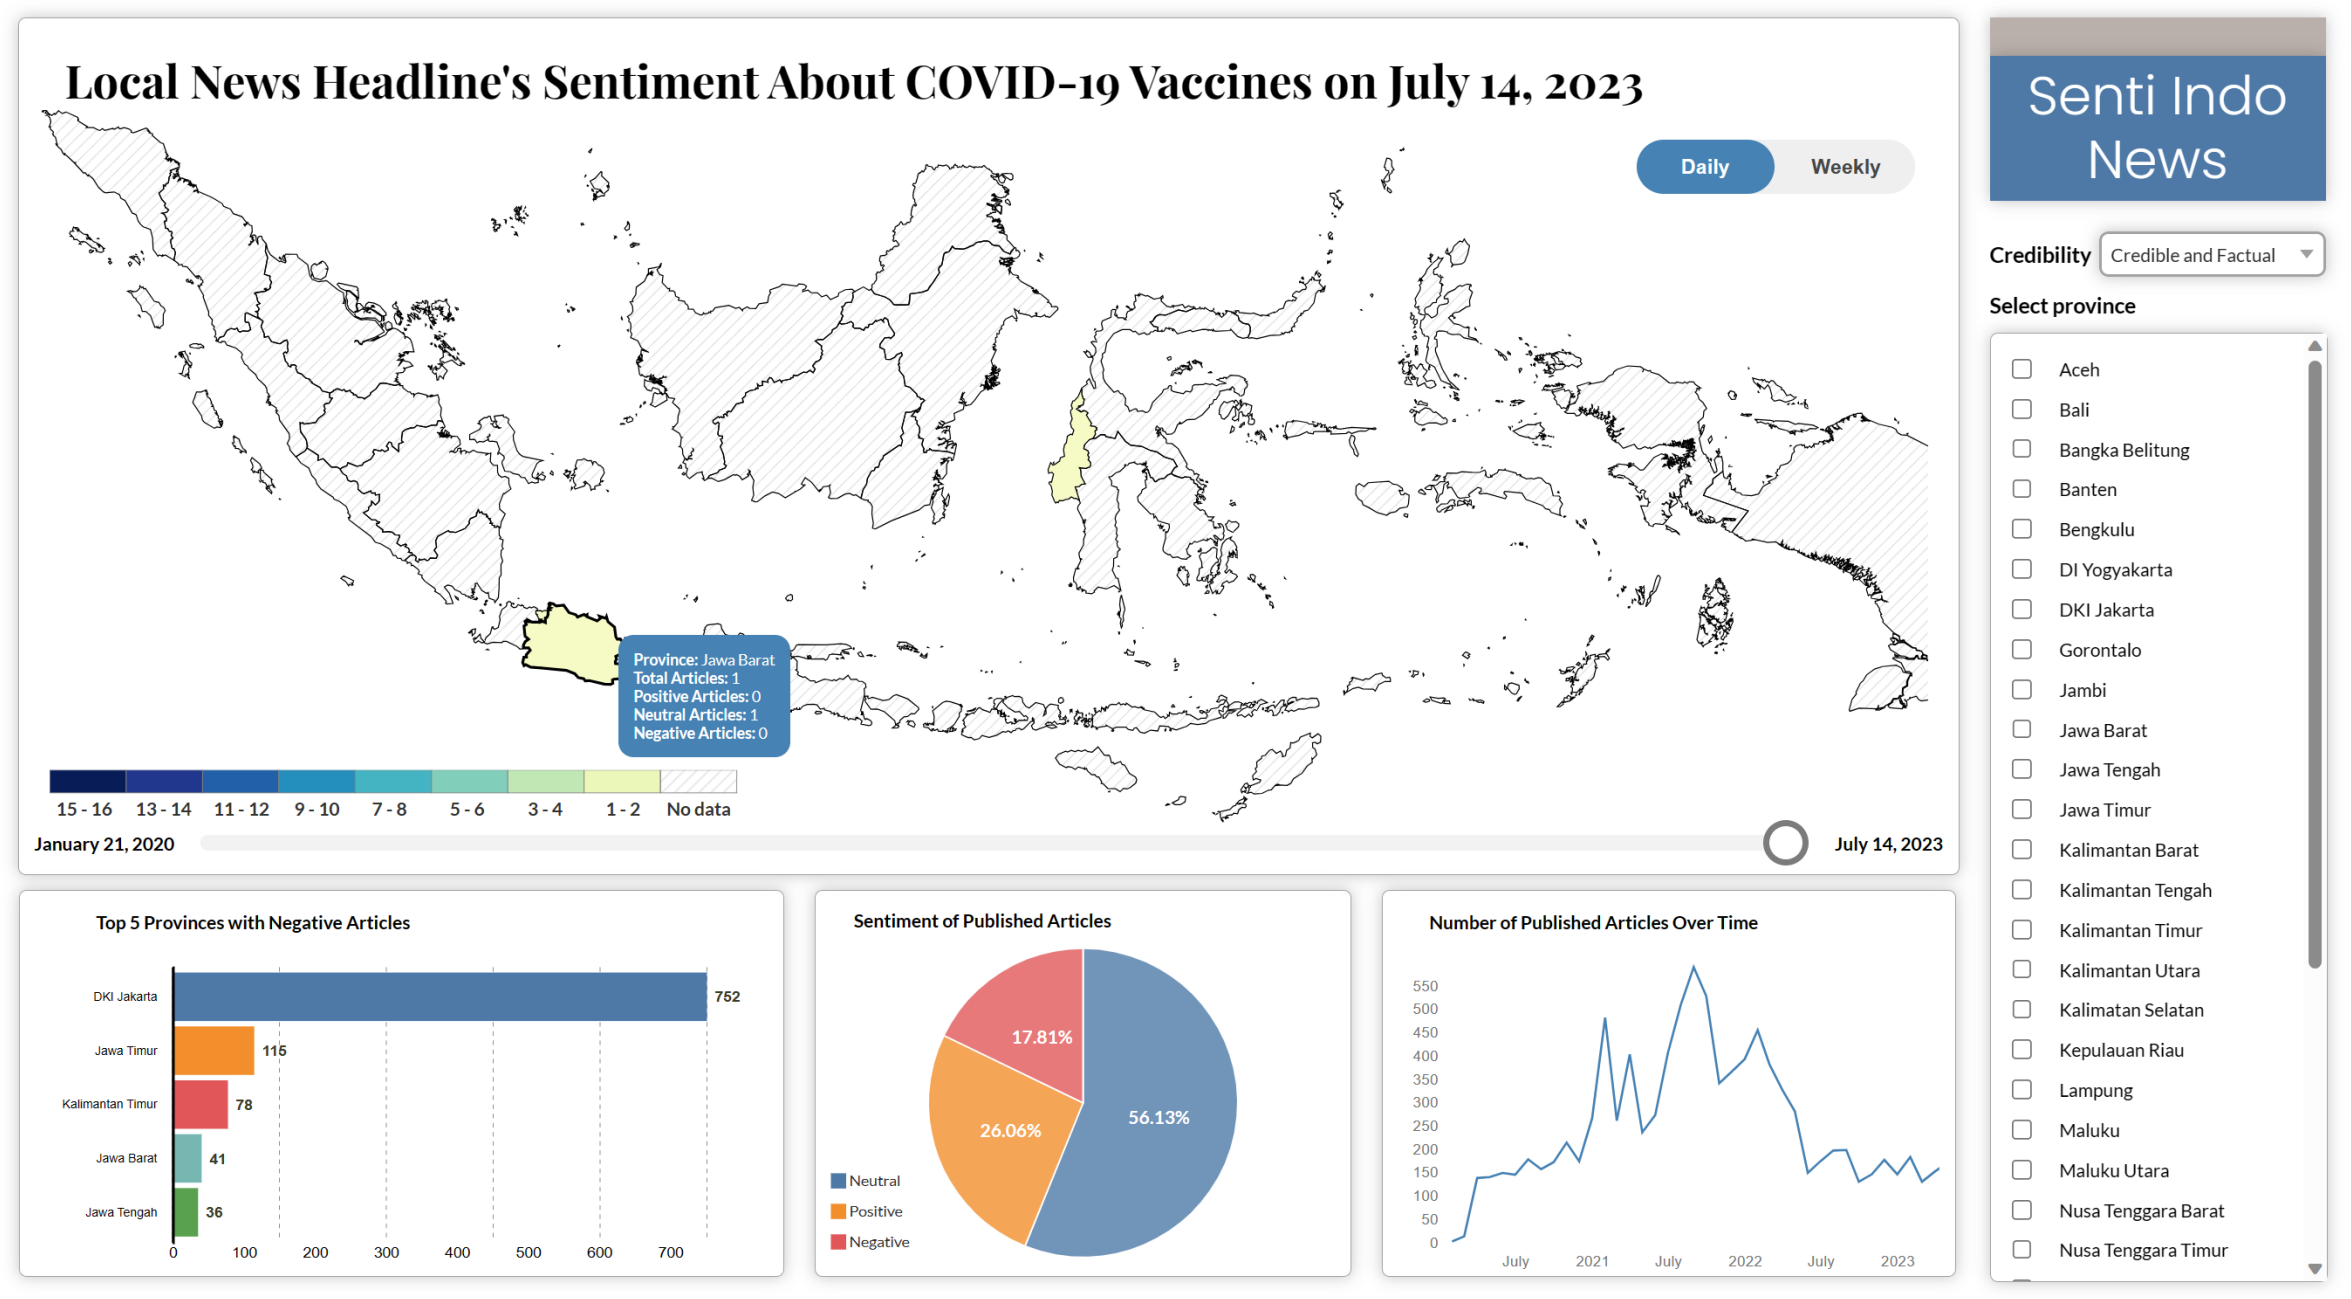 Local News Headline's Sentiment About COVID-19 Vaccines on July 14, 2023
Daily
Weekly
Province: Jawa Barat
Total Articles: 1
Positive Articles: 0
Neutral Articles: 1
Negative Articles: 0
15 - 16
13 - 14
11 - 12
9 - 10
7 - 8
5 - 6
3 - 4
1 - 2
No data
January 21, 2020
July 14, 2023
Senti Indo
News
Credibility
Credible and Factual
Select province
Aceh
Bali
Bangka Belitung
Banten
Bengkulu
DI Yogyakarta
DKI Jakarta
Gorontalo
Jambi
Jawa Barat
Jawa Tengah
Jawa Timur
Kalimantan Barat
Kalimantan Tengah
Kalimantan Timur
Kalimantan Utara
Kalimatan Selatan
Kepulauan Riau
Lampung
Maluku
Maluku Utara
Nusa Tenggara Barat
Nusa Tenggara Timur
Top 5 Provinces with Negative Articles
DKI Jakarta
752
Jawa Timur
115
Kalimantan Timur
78
Jawa Barat
41
Jawa Tengah
36
0
100
200
300
400
500
600
700
Sentiment of Published Articles
17.81%
26.06%
56.13%
Neutral
Positive
Negative
Number of Published Articles Over Time
550
500
450
400
350
300
250
200
150
100
50
0
July
2021
July
2022
July
2023